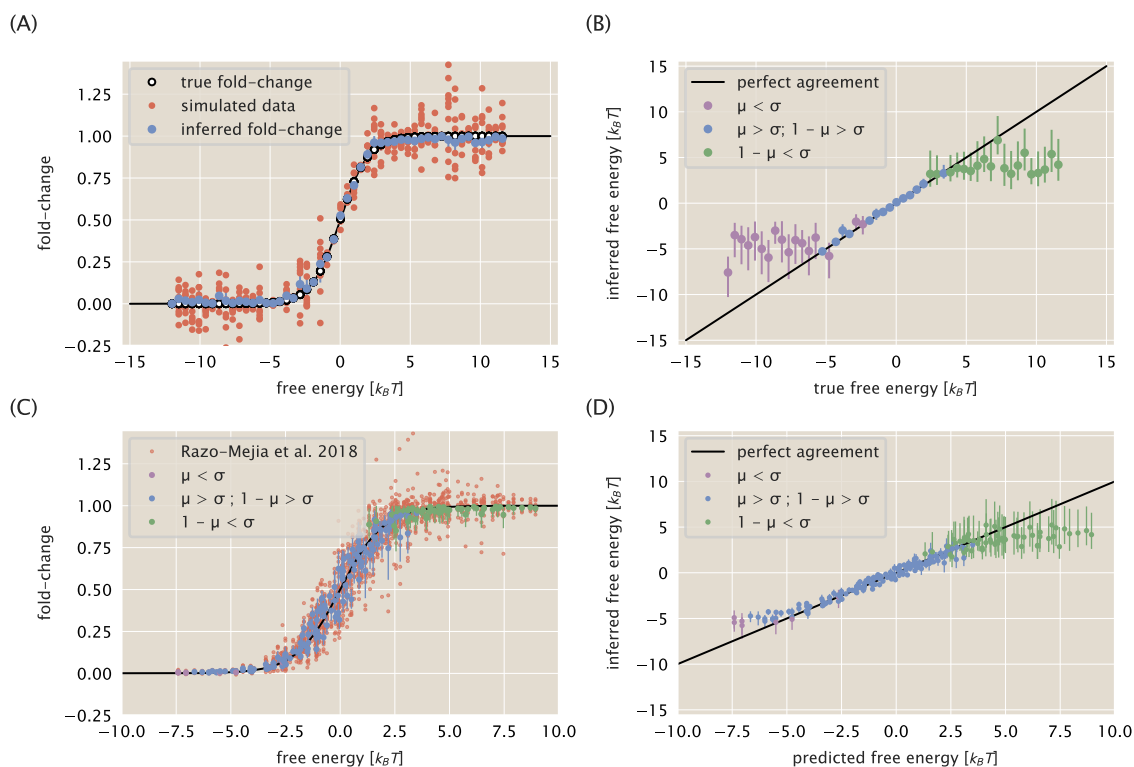 (A)
true fold-change
simulated data
inferred fold-change
1.25
1.00
0.75
0.50
0.25
0.00
−0.25
fold-change
−15
−10
−5
0
5
10
15
free energy [kBT]
(B)
perfect agreement
μ < σ
μ > σ; 1 − μ > σ
1 − μ < σ
15
10
5
0
−5
−10
−15
inferred free energy [kBT]
−15
−10
−5
0
5
10
15
true free energy [kBT]
(C)
Razo-Mejia et al. 2018
μ < σ
μ > σ ; 1 − μ > σ
1 − μ < σ
1.25
1.00
0.75
0.50
0.25
0.00
−0.25
fold-change
−10.0
−7.5
−5.0
−2.5
0.0
2.5
5.0
7.5
10.0
free energy [kBT]
(D)
perfect agreement
μ < σ
μ > σ ; 1 − μ > σ
1 − μ < σ
15
10
5
0
−5
−10
−15
inferred free energy [kBT]
−10.0
−7.5
−5.0
−2.5
0.0
2.5
5.0
7.5
10.0
predicted free energy [kBT]